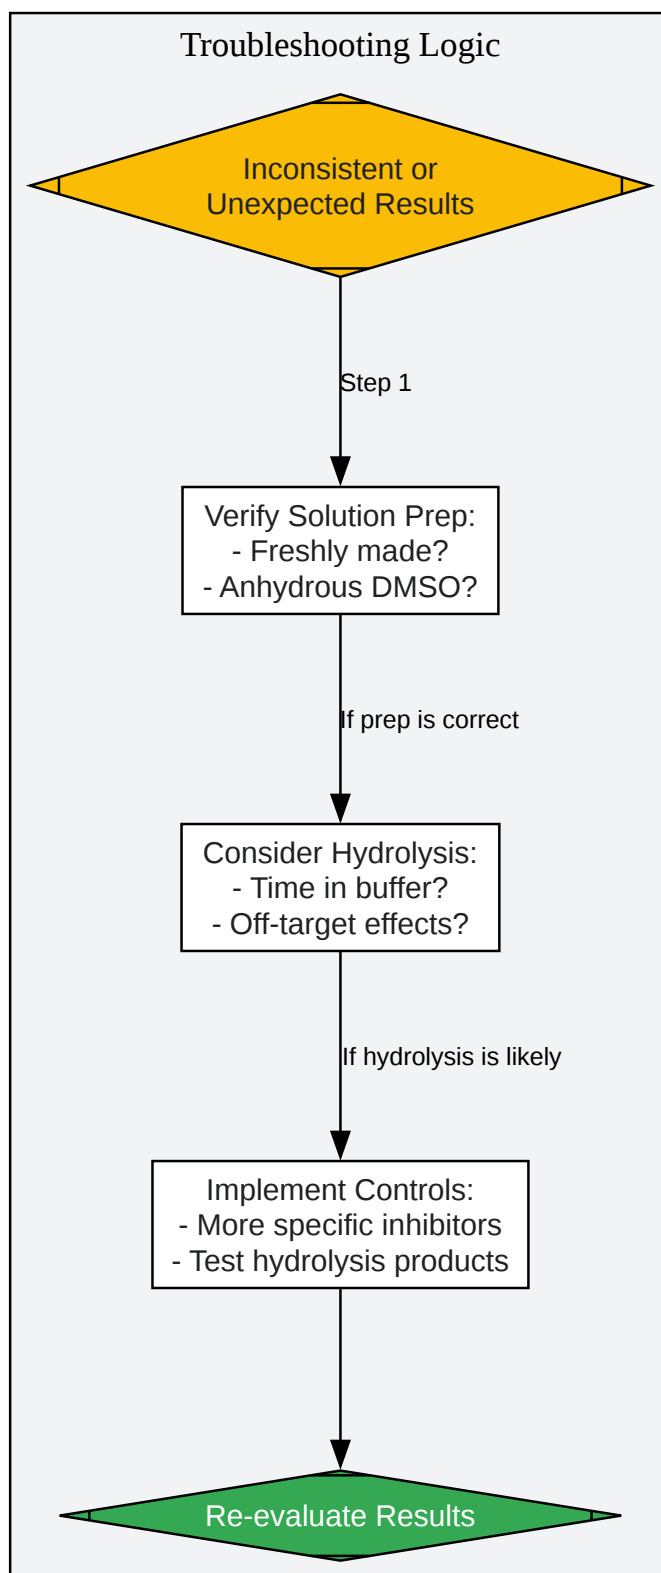 Troubleshooting Logic
Inconsistent or
Unexpected Results
Step 1
Verify Solution Prep:
- Freshly made?
- Anhydrous DMSO?
If prep is correct
Consider Hydrolysis:
- Time in buffer?
- Off-target effects?
If hydrolysis is likely
Implement Controls:
- More specific inhibitors
- Test hydrolysis products
Re-evaluate Results